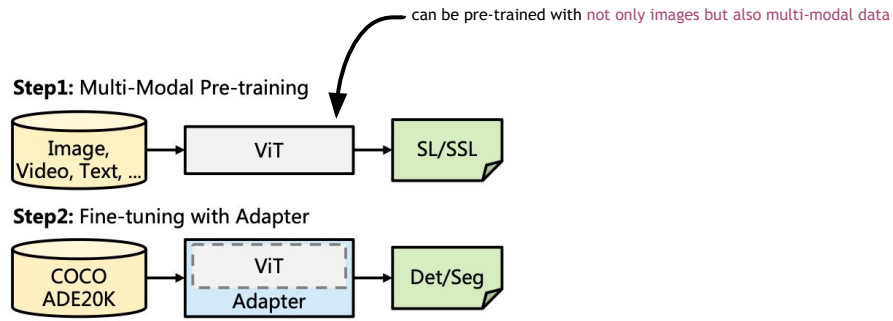 can be pre-trained with not only images but also multi-modal data
Step1: Multi-Modal Pre-training
Image,
Video, Text, ...
ViT
SL/SSL
Step2: Fine-tuning with Adapter
COCO
ADE20K
ViT
Adapter
Det/Seg